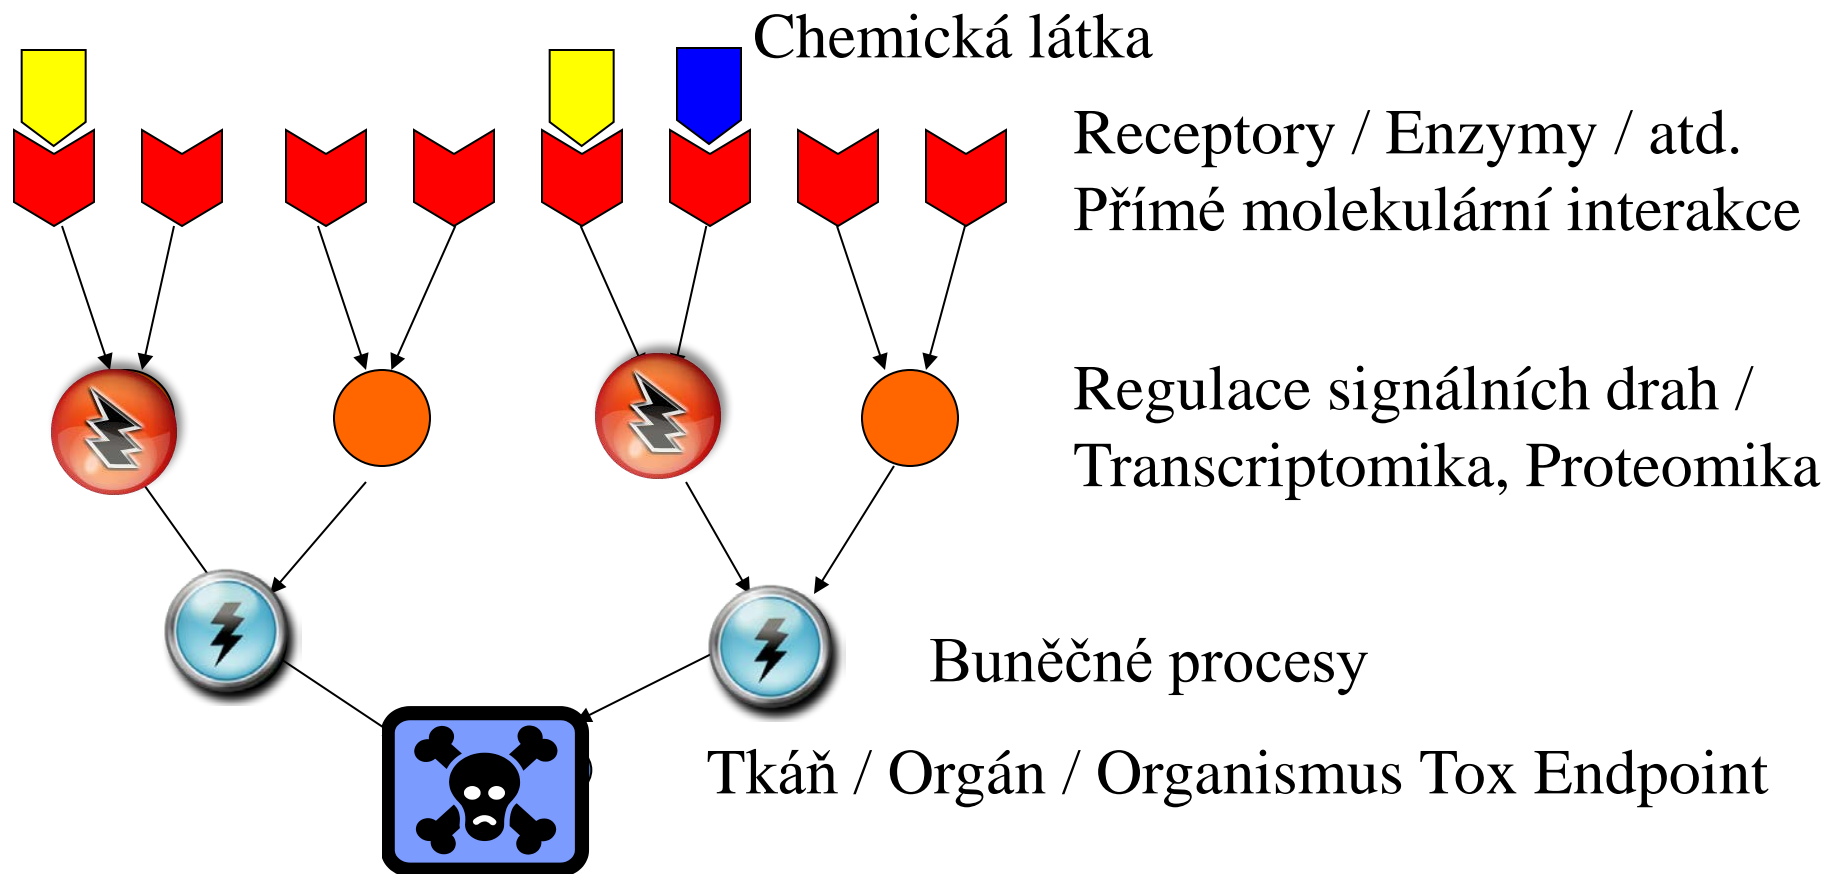 Chemická látka
Receptory / Enzymy / atd.
Přímé molekulární interakce
Regulace signálních drah /
Transcriptomika, Proteomika
Buněčné procesy
Tkáň / Orgán / Organismus Tox Endpoint